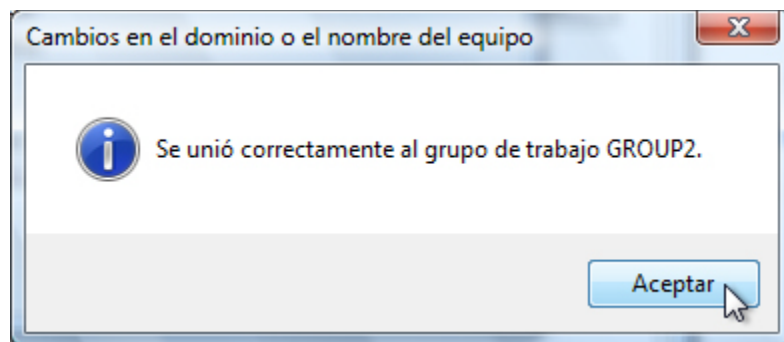 Cambios en el dominio o el nombre del equipo
Se unió correctamente al grupo de trabajo GROUP2.
Aceptar